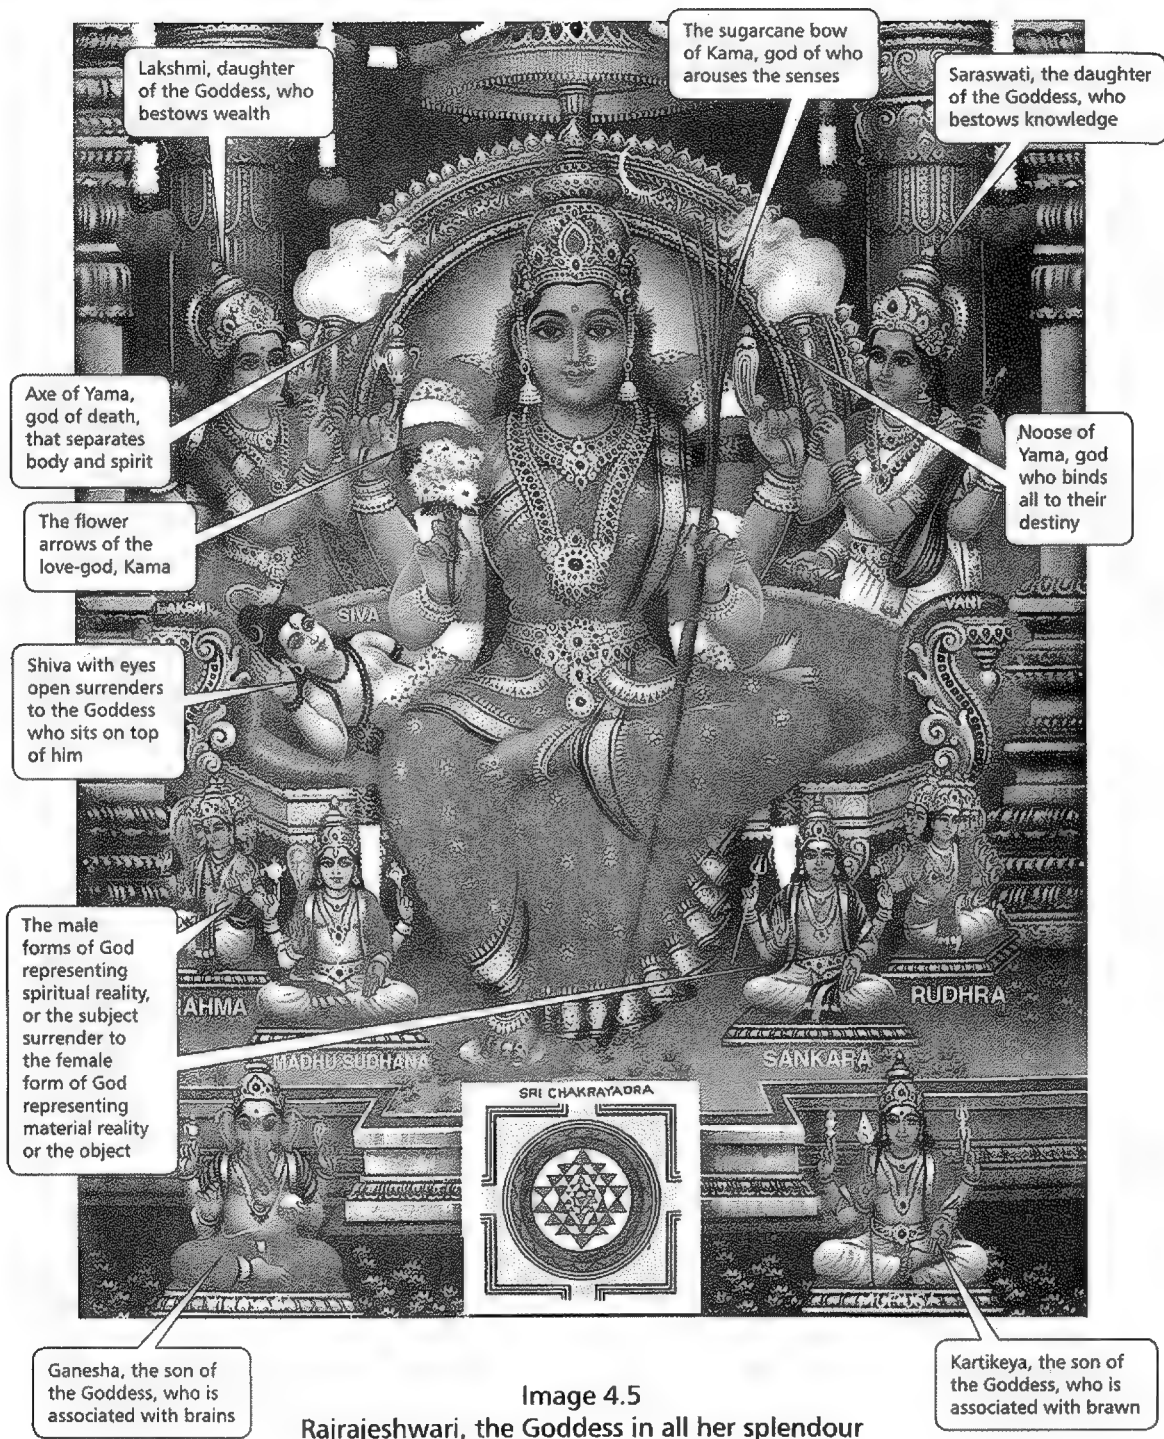 The sugarcane bow
of Kama, god of who
arouses the senses
Lakshmi, daughter
of the Goddess, who
bestows wealth
Saraswati, the daughter
of the Goddess, who
bestows knowledge
Axe of Yama,
god of death,
that separates
body and spirit
Noose of
Yama, god
who binds
all to their
destiny
The flower
arrows of the
love-god, Kama
LAKSHMI
SIVA
VANI
Shiva with eyes
open surrenders
to the Goddess
who sits on top
of him
The male
forms of God
representing
spiritual reality,
or the subject
surrender to
the female
form of God
representing
material reality
or the object
RAHMA
MADHU SUDHANA
SANKARA
RUDHRA
SRI CHAKRAYADRA
Ganesha, the son of
the Goddess, who is
associated with brains
Kartikeya, the son of
the Goddess, who is
associated with brawn
Image 4.5
Rajrajeshwari, the Goddess in all her splendour